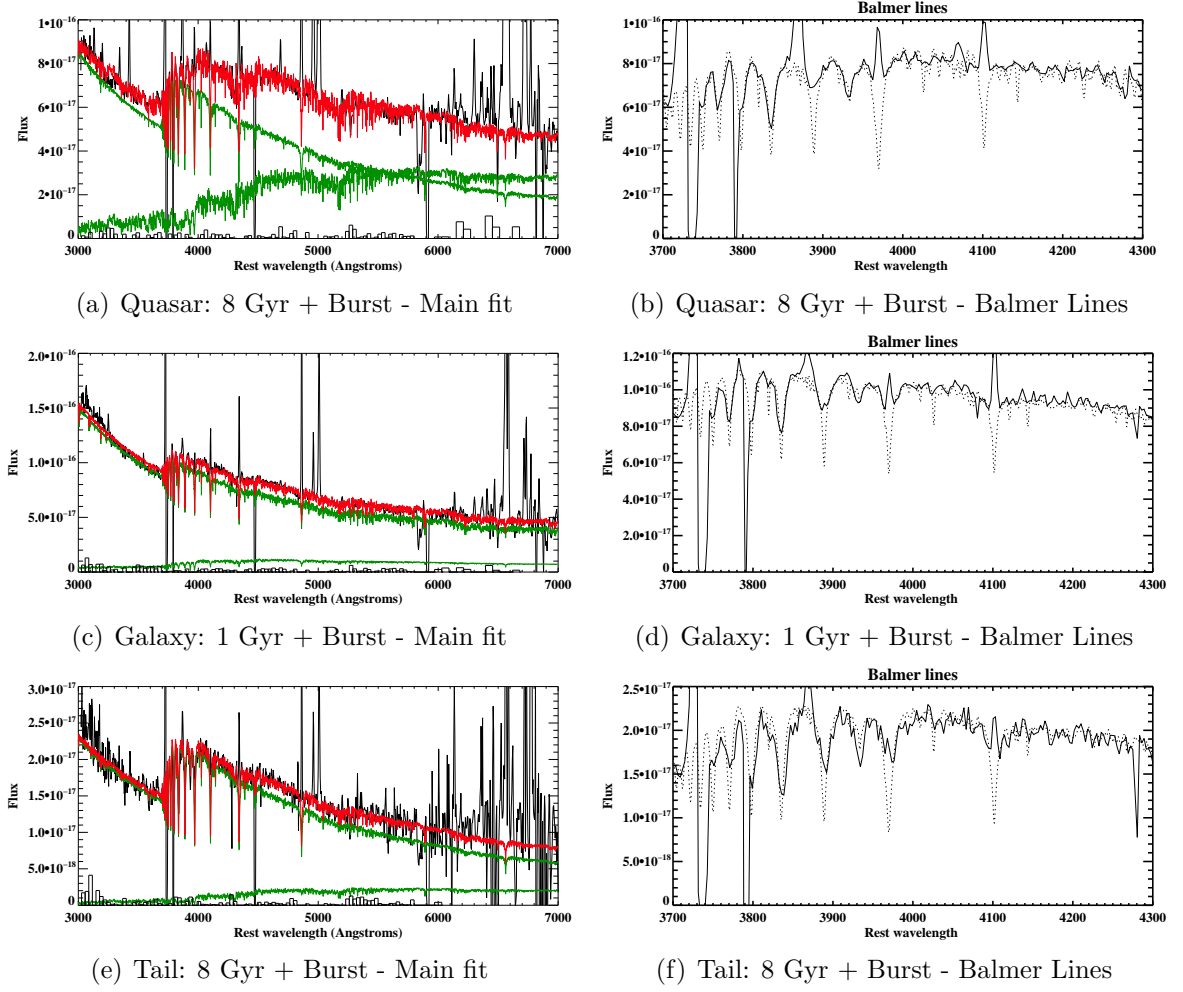 1•10⁻¹⁶
8•10⁻¹⁷
6•10⁻¹⁷
4•10⁻¹⁷
2•10⁻¹⁷
0
Flux
3000 4000 5000 6000 7000
Rest wavelength (Angstroms)
(a) Quasar: 8 Gyr + Burst - Main fit
Balmer lines
1•10⁻¹⁶
8•10⁻¹⁷
6•10⁻¹⁷
4•10⁻¹⁷
2•10⁻¹⁷
0
Flux
3700 3800 3900 4000 4100 4200 4300
Rest wavelength
(b) Quasar: 8 Gyr + Burst - Balmer Lines
2.0•10⁻¹⁶
1.5•10⁻¹⁶
1.0•10⁻¹⁶
5.0•10⁻¹⁷
0
Flux
3000 4000 5000 6000 7000
Rest wavelength (Angstroms)
(c) Galaxy: 1 Gyr + Burst - Main fit
Balmer lines
1.2•10⁻¹⁶
1.0•10⁻¹⁶
8.0•10⁻¹⁷
6.0•10⁻¹⁷
4.0•10⁻¹⁷
2.0•10⁻¹⁷
0
Flux
3700 3800 3900 4000 4100 4200 4300
Rest wavelength
(d) Galaxy: 1 Gyr + Burst - Balmer Lines
3.0•10⁻¹⁷
2.5•10⁻¹⁷
2.0•10⁻¹⁷
1.5•10⁻¹⁷
1.0•10⁻¹⁷
5.0•10⁻¹⁸
0
Flux
3000 4000 5000 6000 7000
Rest wavelength (Angstroms)
(e) Tail: 8 Gyr + Burst - Main fit
Balmer lines
2.5•10⁻¹⁷
2.0•10⁻¹⁷
1.5•10⁻¹⁷
1.0•10⁻¹⁷
5.0•10⁻¹⁸
0
Flux
3700 3800 3900 4000 4100 4200 4300
Rest wavelength
(f) Tail: 8 Gyr + Burst - Balmer Lines